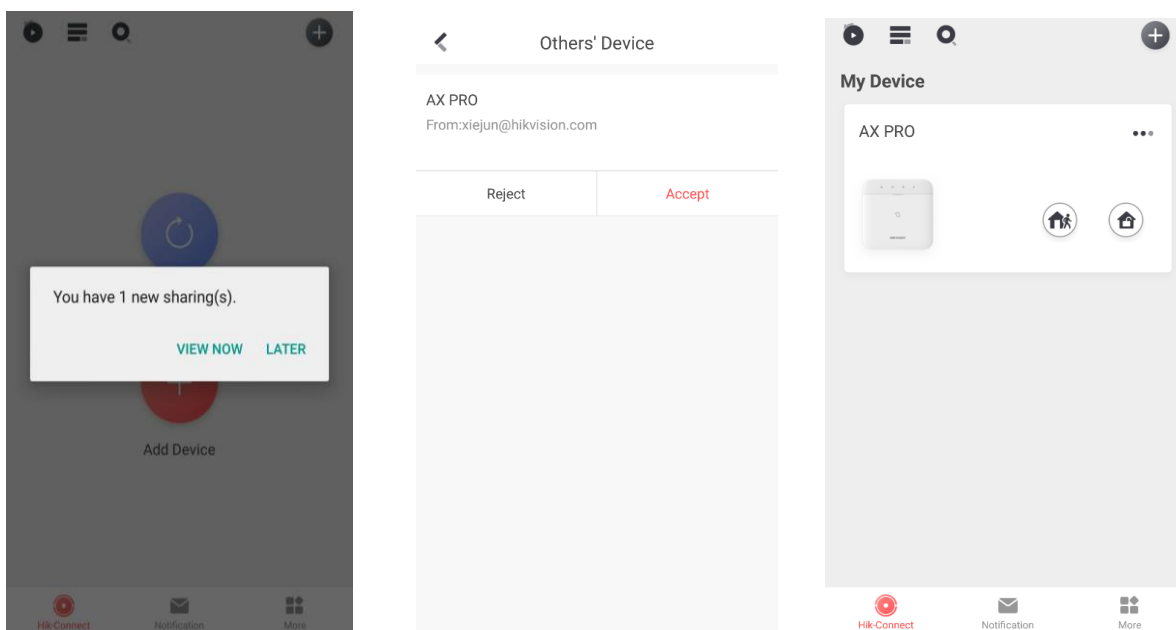 You have 1 new sharing(s).
VIEW NOW LATER
Add Device
Hik-Connect Notification More
Others' Device
AX PRO
From:xiejun@hikvision.com
Reject Accept
My Device
AX PRO
Hik-Connect Notification More